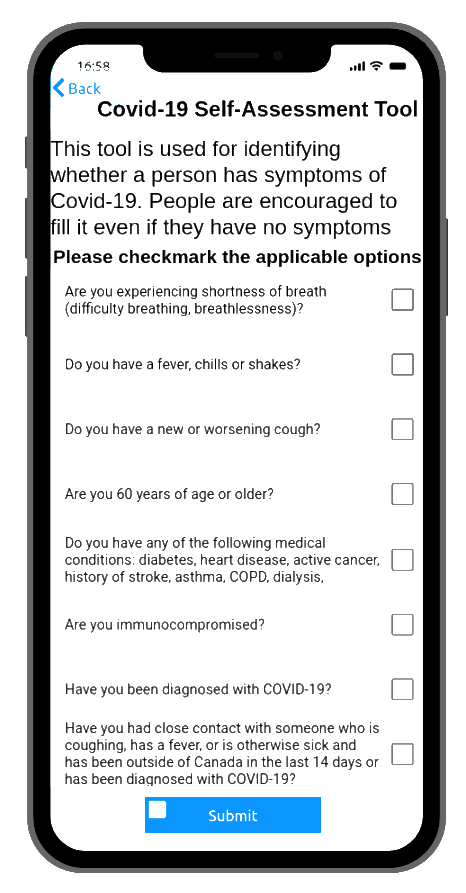 16:58
Back
Covid-19 Self-Assessment Tool
This tool is used for identifying
whether a person has symptoms of
Covid-19. People are encouraged to
fill it even if they have no symptoms
Please checkmark the applicable options
Are you experiencing shortness of breath
(difficulty breathing, breathlessness)?
Do you have a fever, chills or shakes?
Do you have a new or worsening cough?
Are you 60 years of age or older?
Do you have any of the following medical
conditions: diabetes, heart disease, active cancer,
history of stroke, asthma, COPD, dialysis,
Are you immunocompromised?
Have you been diagnosed with COVID-19?
Have you had close contact with someone who is
coughing, has a fever, or is otherwise sick and
has been outside of Canada in the last 14 days or
has been diagnosed with COVID-19?
Submit